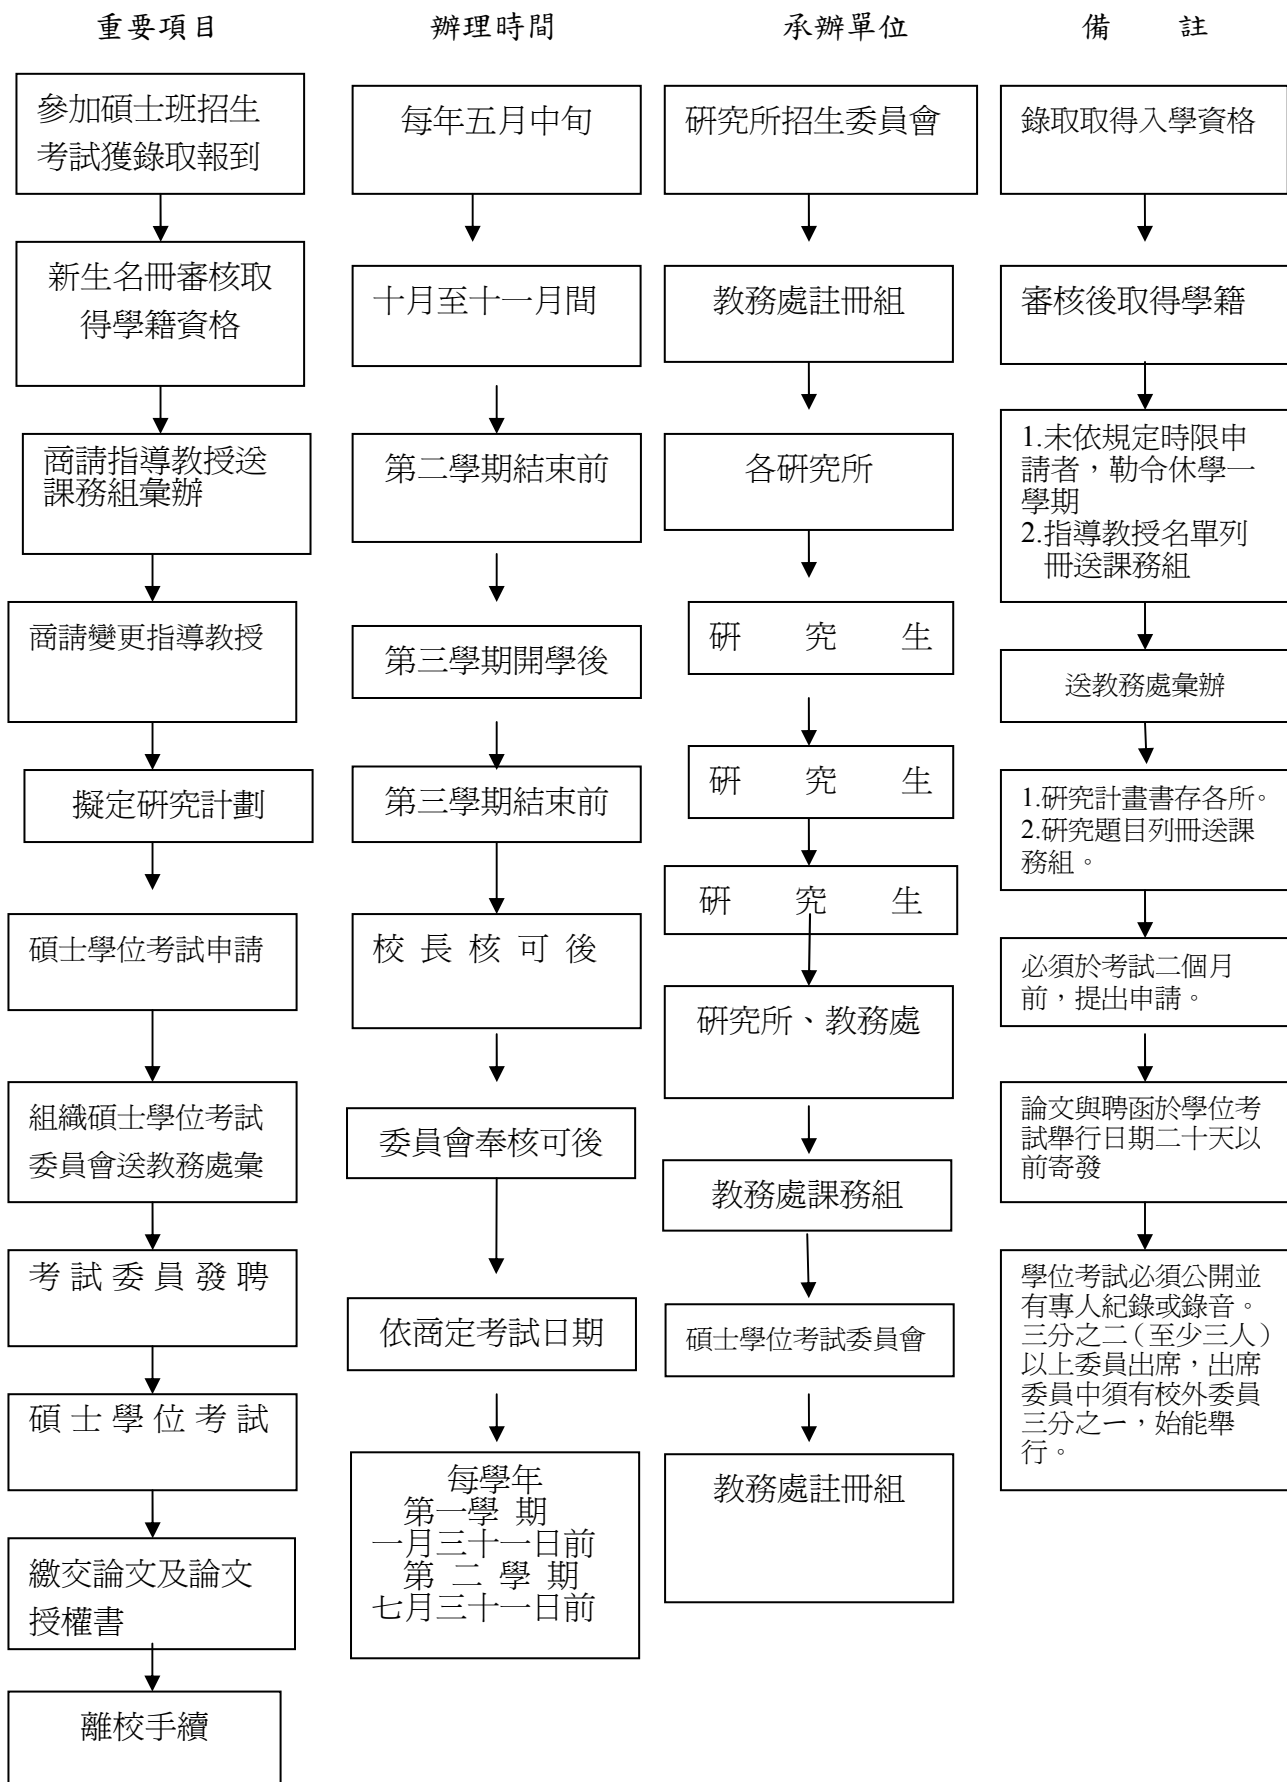 重要項目
辦理時間
承辦單位
備 註
參加碩士班招生
考試獲錄取報到
每年五月中旬
研究所招生委員會
錄取取得入學資格
新生名冊審核取
得學籍資格
十月至十一月間
教務處註冊組
審核後取得學籍
商請指導教授送
課務組彙辦
第二學期結束前
各研究所
1.未依規定時限申
請者，勒令休學一
學期
2.指導教授名單列
冊送課務組
商請變更指導教授
第三學期開學後
研 究 生
送教務處彙辦
擬定研究計劃
第三學期結束前
研 究 生
1.研究計畫書存各所。
2.研究題目列冊送課
務組。
碩士學位考試申請
校 長 核 可 後
研 究 生
必須於考試二個月
前，提出申請。
組織碩士學位考試
委員會送教務處彙
委員會奉核可後
研究所、教務處
論文與聘函於學位考
試舉行日期二十天以
前寄發
考 試 委 員 發 聘
依商定考試日期
教務處課務組
學位考試必須公開並
有專人紀錄或錄音。
三分之二（至少三人）
以上委員出席，出席
委員中須有校外委員
三分之一，始能舉
行。
碩 士 學 位 考 試
每學年
第一學 期
一月三十一日前
第 二 學 期
七月三十一日前
碩士學位考試委員會
繳交論文及論文
授權書
教務處註冊組
離校手續